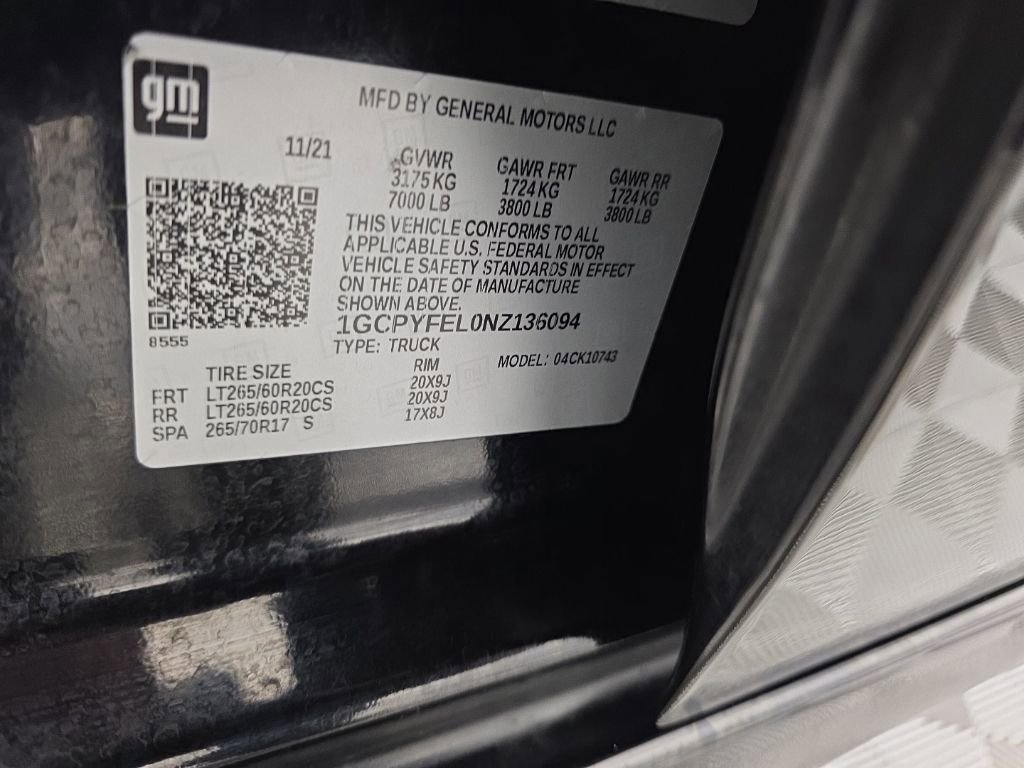 gm
MFD BY GENERAL MOTORS LLC
11/21
GVWR GAWR FRT GAWR RR
3175 KG 1724 KG 1724 KG
7000 LB 3800 LB 3800 LB
THIS VEHICLE CONFORMS TO ALL
APPLICABLE U.S. FEDERAL MOTOR
VEHICLE SAFETY STANDARDS IN EFFECT
ON THE DATE OF MANUFACTURE
SHOWN ABOVE.
1GCPYFEL0NZ136094
8555
TYPE: TRUCK
MODEL: 04CK10743
TIRE SIZE RIM
FRT LT265/60R20CS 20X9J
RR LT265/60R20CS 20X9J
SPA 265/70R17 S 17X8J